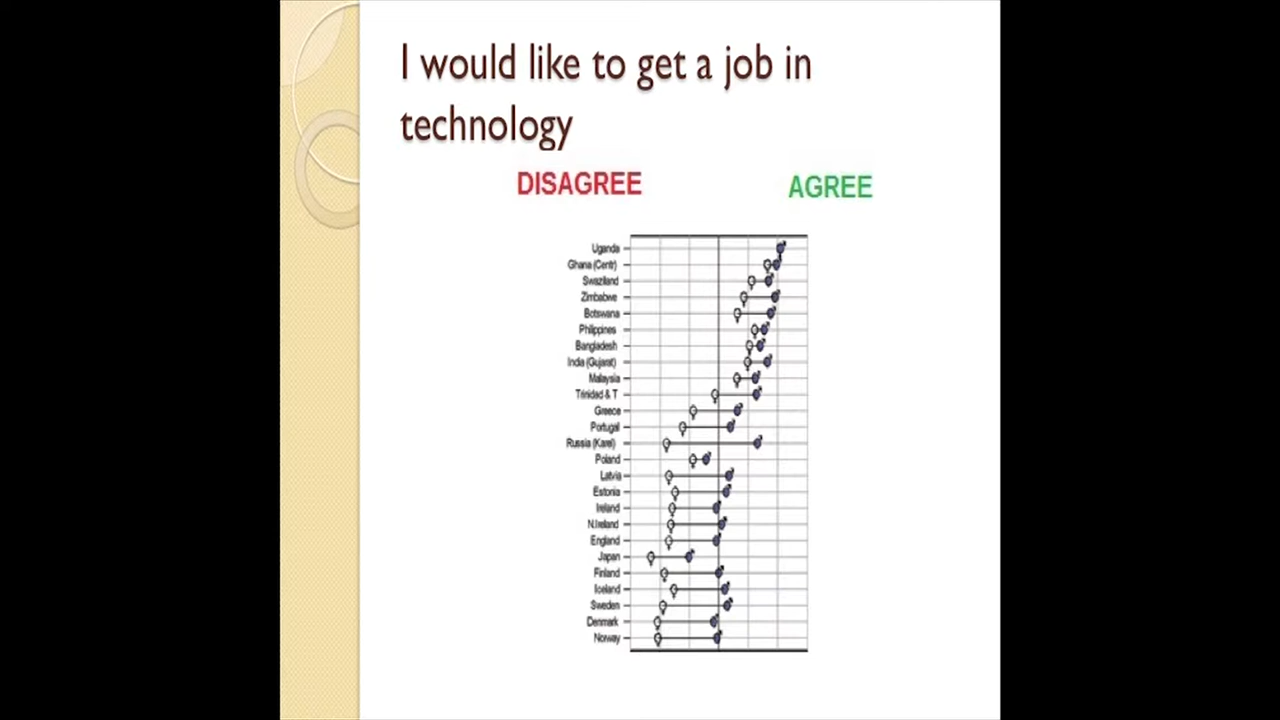 I would like to get a job in
technology
DISAGREE
AGREE
Uganda
Ghana (Centr)
Swaziland
Zimbabwe
Botswana
Philippines
Bangladesh
India (Gujarat)
Malaysia
Trinidad & T
Greece
Portugal
Russia (Karel)
Poland
Latvia
Estonia
Ireland
N.Ireland
England
Japan
Finland
Iceland
Sweden
Denmark
Norway